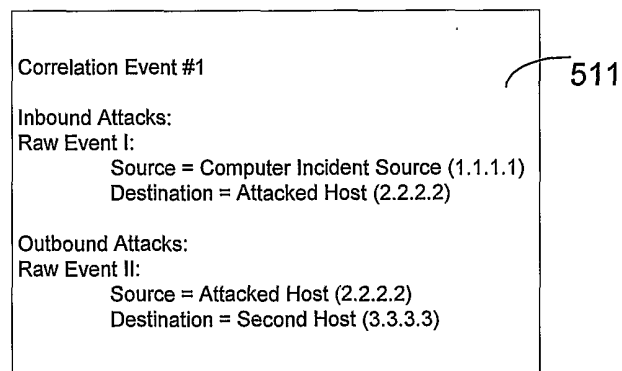 Correlation Event #1
511
Inbound Attacks:
Raw Event I:
Source = Computer Incident Source (1.1.1.1)
Destination = Attacked Host (2.2.2.2)
Outbound Attacks:
Raw Event II:
Source = Attacked Host (2.2.2.2)
Destination = Second Host (3.3.3.3)